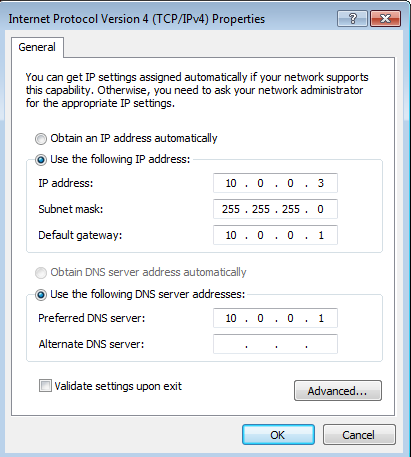 Internet Protocol Version 4 (TCP/IPv4) Properties
General
You can get IP settings assigned automatically if your network supports
this capability. Otherwise, you need to ask your network administrator
for the appropriate IP settings.
Obtain an IP address automatically
Use the following IP address:
IP address: 10 . 0 . 0 . 3
Subnet mask: 255 . 255 . 255 . 0
Default gateway: 10 . 0 . 0 . 1
Obtain DNS server address automatically
Use the following DNS server addresses:
Preferred DNS server: 10 . 0 . 0 . 1
Alternate DNS server: . . .
Validate settings upon exit
Advanced...
OK Cancel